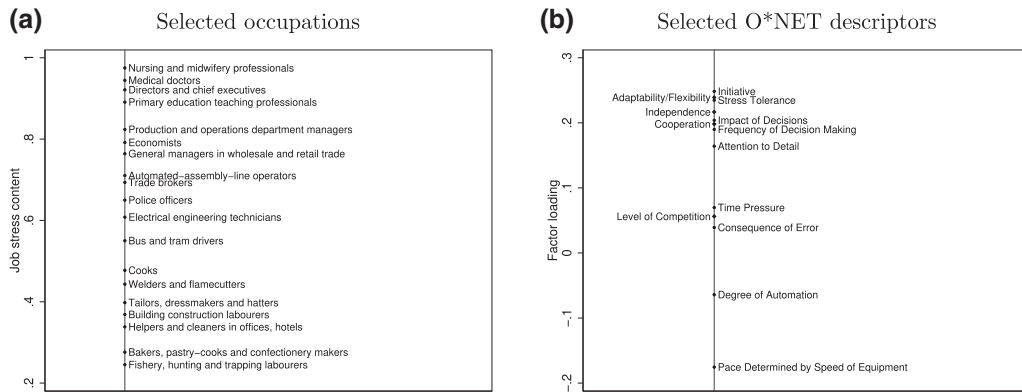 (a) Selected occupations
Job stress content
1
.8
.6
.4
.2
Nursing and midwifery professionals
Medical doctors
Directors and chief executives
Primary education teaching professionals
Production and operations department managers
Economists
General managers in wholesale and retail trade
Automated−assembly−line operators
Trade brokers
Police officers
Electrical engineering technicians
Bus and tram drivers
Cooks
Welders and flamecutters
Tailors, dressmakers and hatters
Building construction labourers
Helpers and cleaners in offices, hotels
Bakers, pastry−cooks and confectionery makers
Fishery, hunting and trapping labourers
(b) Selected O*NET descriptors
Factor loading
.3
.2
.1
0
−.1
−.2
Initiative
Adaptability/Flexibility
Stress Tolerance
Independence
Impact of Decisions
Cooperation
Frequency of Decision Making
Attention to Detail
Time Pressure
Level of Competition
Consequence of Error
Degree of Automation
Pace Determined by Speed of Equipment